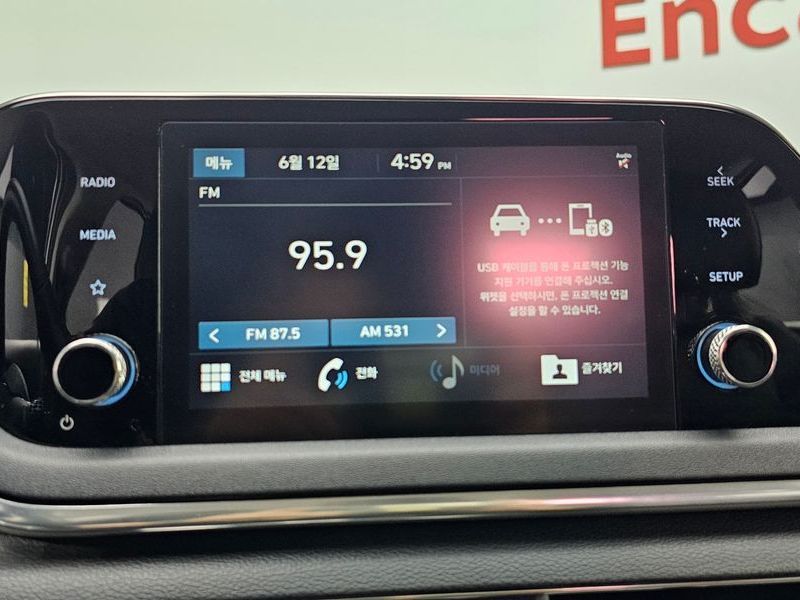 Enc
메뉴 6월 12일 4:59 PM
Audio
RADIO
MEDIA
FM
95.9
USB 케이블을 통해 폰 프로젝션 기능
지원 기기를 연결해 주십시오.
위젯을 선택하시면, 폰 프로젝션 연결
설정을 할 수 있습니다.
FM 87.5 AM 531
전체 메뉴 전화 미디어 즐겨찾기
SEEK
TRACK
SETUP